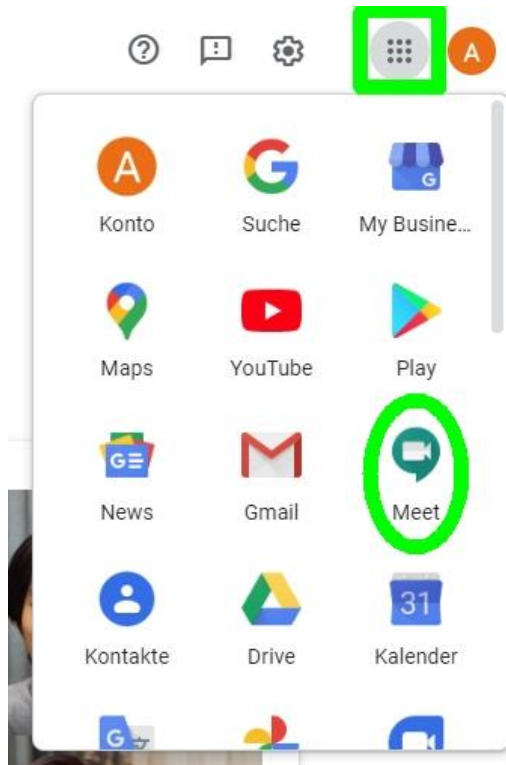 A
A
G
Konto Suche My Busine...
Maps YouTube Play
G
News Gmail Meet
31
Kontakte Drive Kalender
G